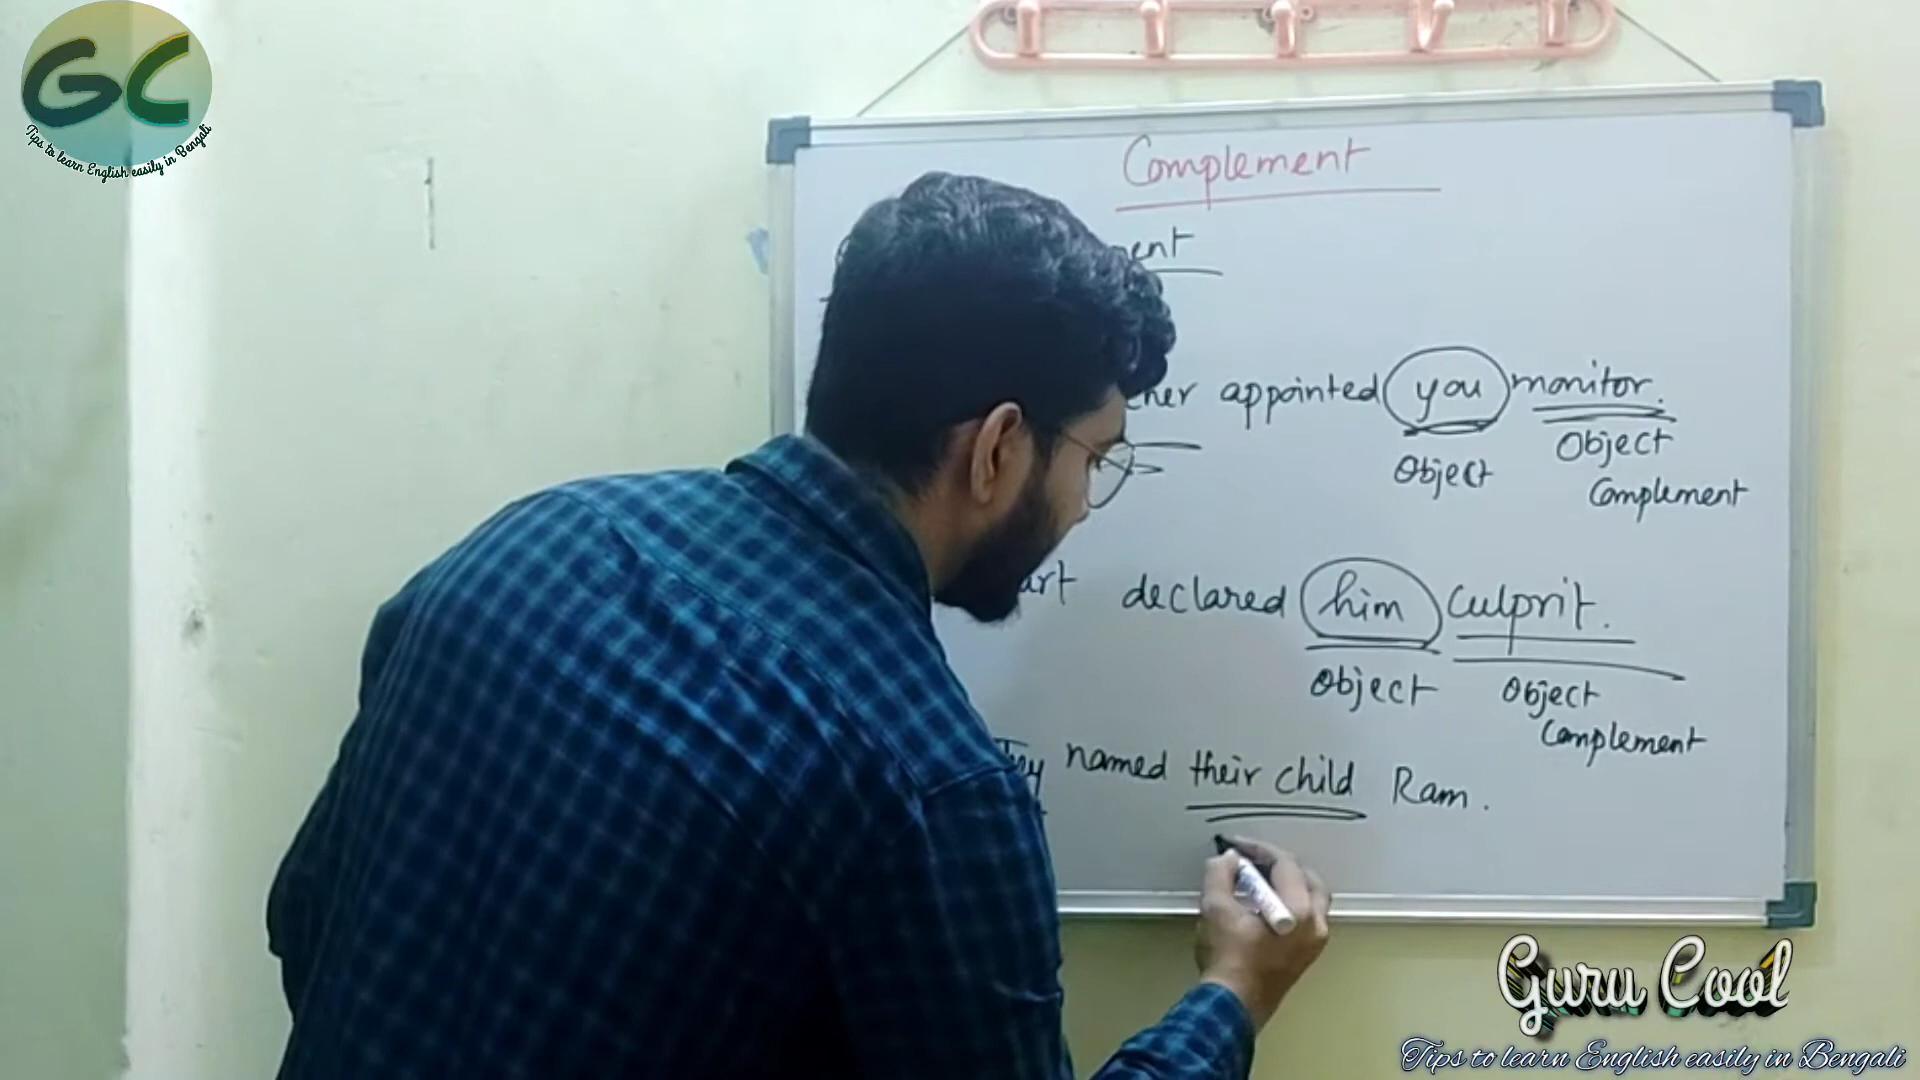 GC
Tips to learn English easily in Bengali
Complement
appointed you monitor.
Object
Object
Complement
declared him culprit.
Object
Object
Complement
named their child Ram.
Guru Cool
Tips to learn English easily in Bengali